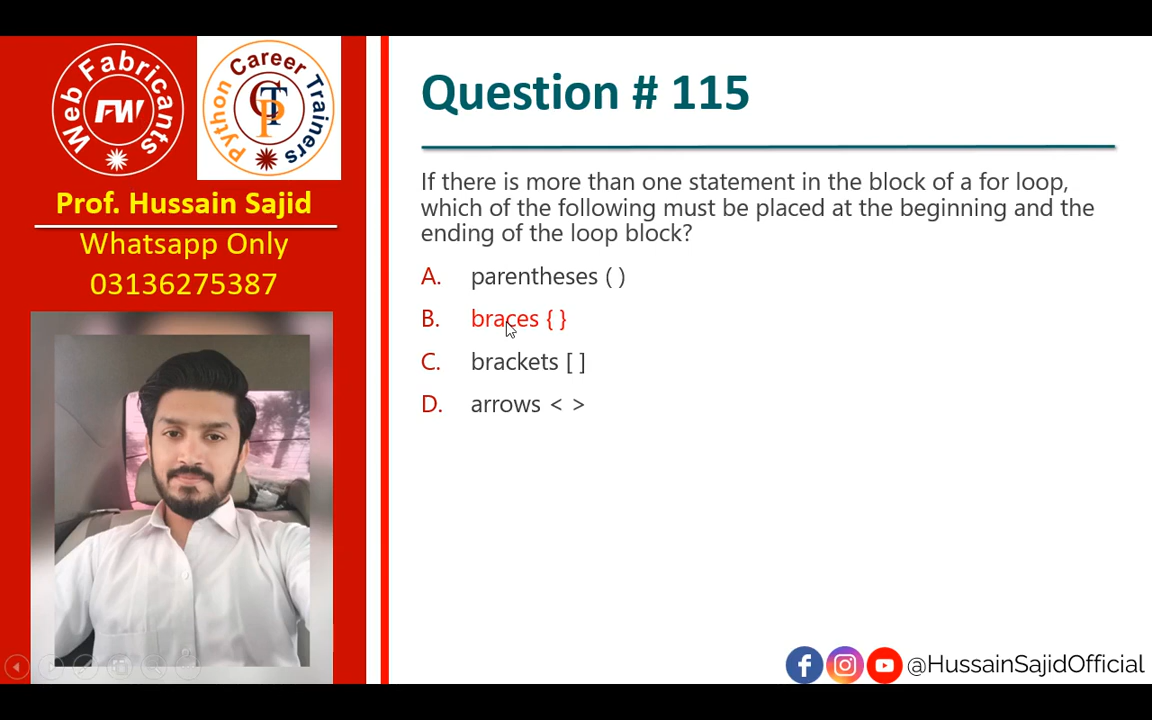 Web Fabricants
FW
Python Career Trainers
CTP
Prof. Hussain Sajid
Whatsapp Only
03136275387
Question # 115
If there is more than one statement in the block of a for loop,
which of the following must be placed at the beginning and the
ending of the loop block?
A. parentheses ( )
B. braces { }
C. brackets [ ]
D. arrows < >
@HussainSajidOfficial